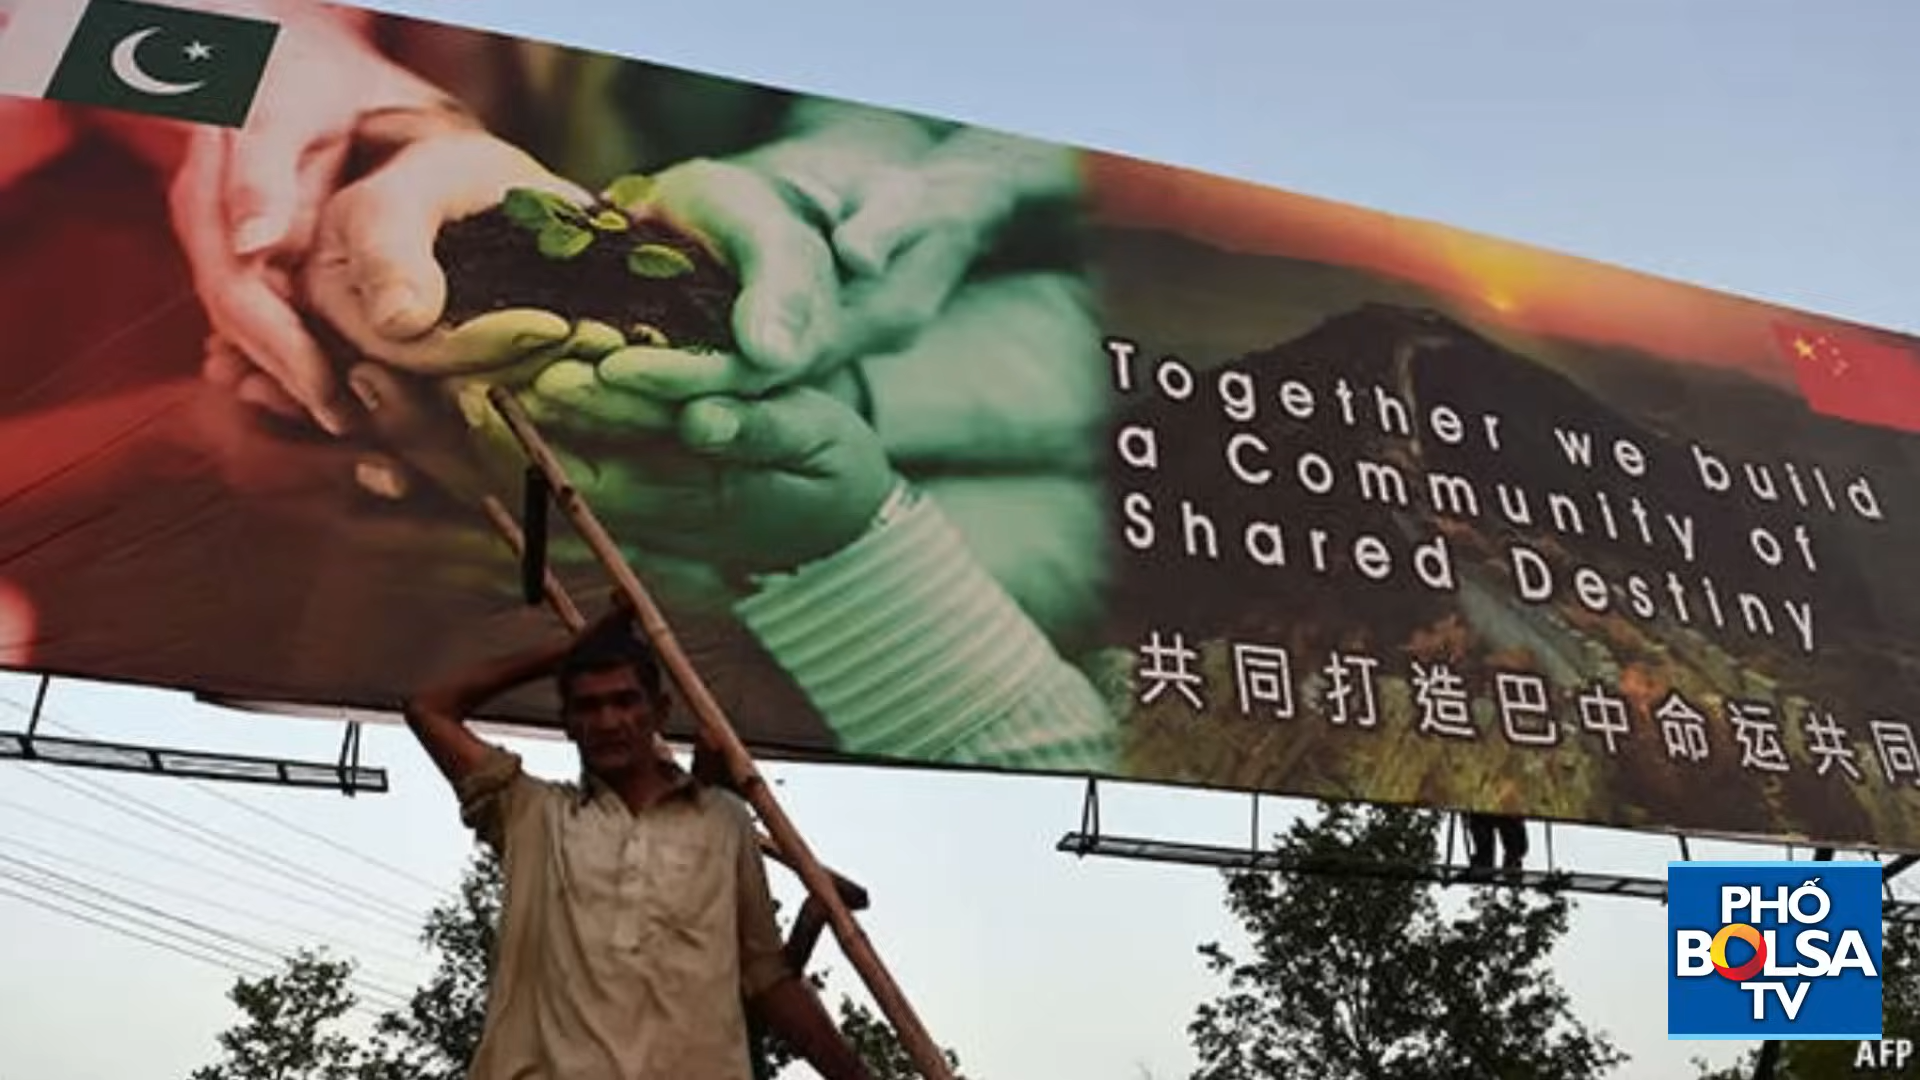 Together we build
a Community of
Shared Destiny
共同打造巴中命运共同
PHỐ
BOLSA
TV
AFP